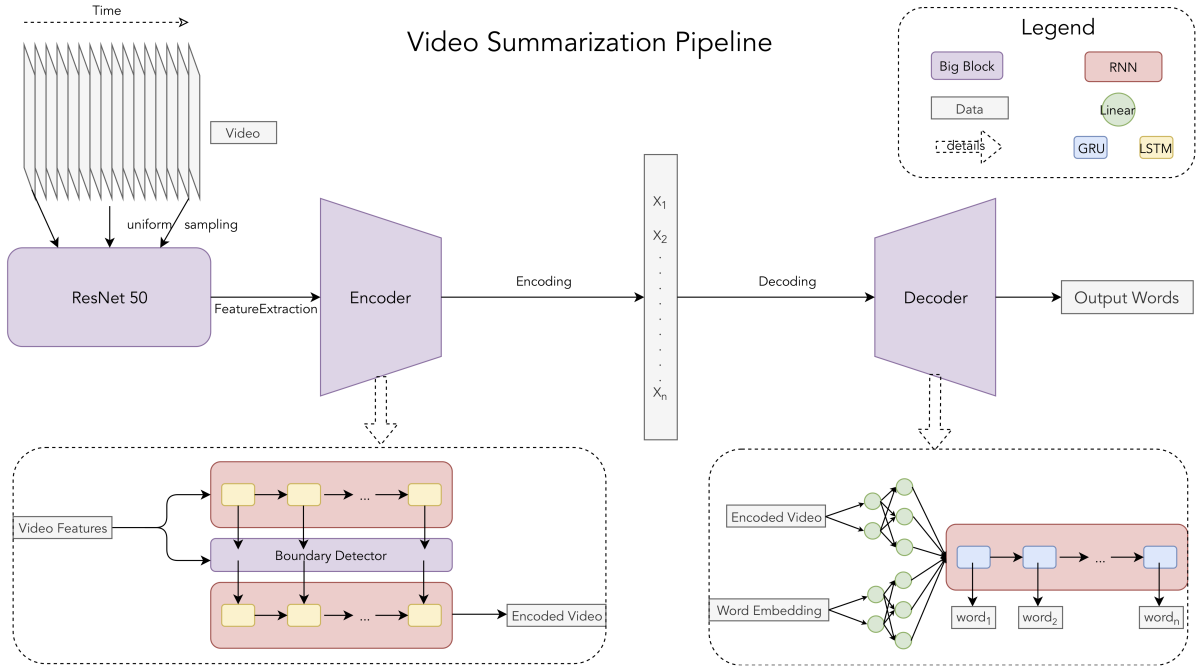 Time
Video Summarization Pipeline
Legend
Big Block
RNN
Data
Linear
details
GRU
LSTM
Video
uniform sampling
ResNet 50
FeatureExtraction
Encoder
Encoding
X1
X2
.
.
.
.
.
.
.
.
.
Xn
Decoding
Decoder
Output Words
Video Features
...
Boundary Detector
...
Encoded Video
Encoded Video
Word Embedding
...
word1
word2
wordn